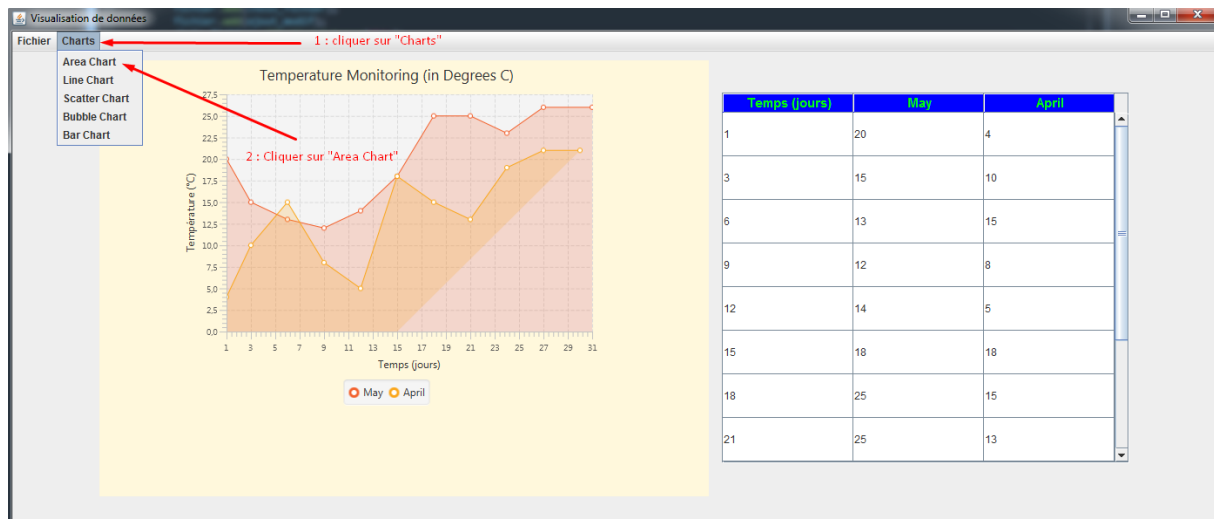 Visualisation de données
Fichier Charts
1 : cliquer sur "Charts"
Area Chart
Line Chart
Scatter Chart
Bubble Chart
Bar Chart
2 : Cliquer sur "Area Chart"
Temperature Monitoring (in Degrees C)
Température (°C)
27,5
25,0
22,5
20,0
17,5
15,0
12,5
10,0
7,5
5,0
2,5
0,0
1 3 5 7 9 11 13 15 17 19 21 23 25 27 29 31
Temps (jours)
May April
Temps (jours) May April
1 20 4
3 15 10
6 13 15
9 12 8
12 14 5
15 18 18
18 25 15
21 25 13